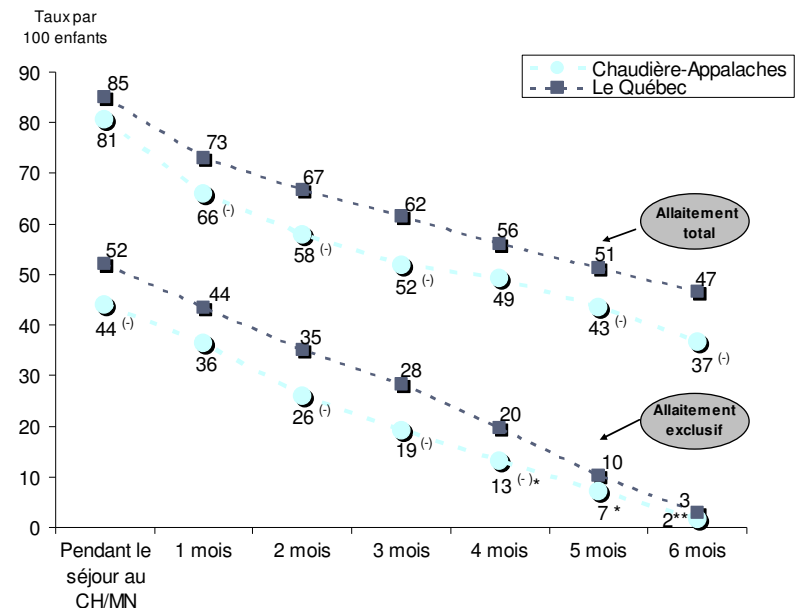 Taux par
100 enfants
Chaudière-Appalaches
Le Québec
90
80
70
60
50
40
30
20
10
0
85
73
67
62
56
51
47
81
66 (-)
58 (-)
52 (-)
49
43 (-)
37 (-)
Allaitement
total
52
44
35
28
20
10
3
44 (-)
36
26 (-)
19 (-)
13 (-)*
7 *
2**
Allaitement
exclusif
Pendant le
séjour au
CH/MN
1 mois
2 mois
3 mois
4 mois
5 mois
6 mois